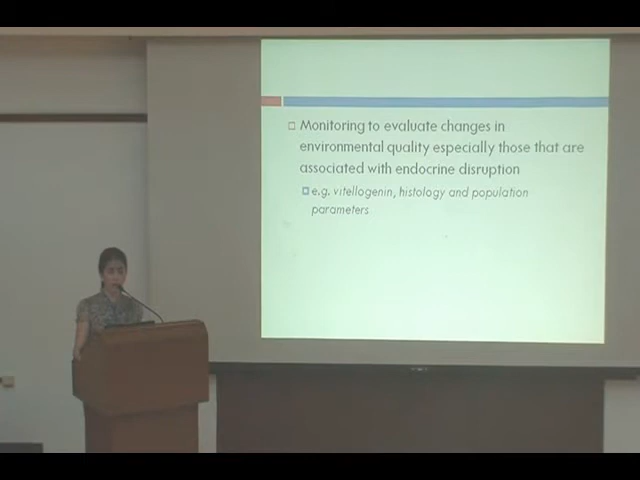 Monitoring to evaluate changes in
environmental quality especially those that are
associated with endocrine disruption
e.g. vitellogenin, histology and population
parameters